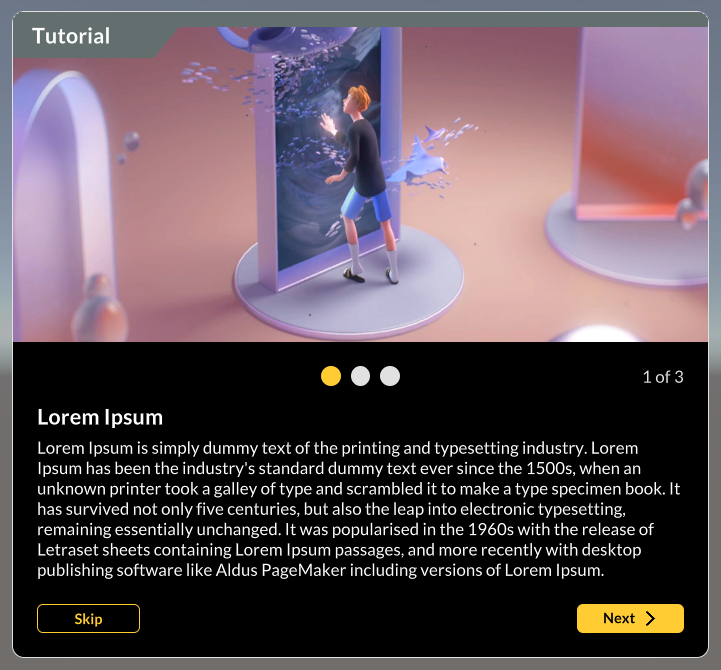 Tutorial
1 of 3
Lorem Ipsum
Lorem Ipsum is simply dummy text of the printing and typesetting industry. Lorem
Ipsum has been the industry's standard dummy text ever since the 1500s, when an
unknown printer took a galley of type and scrambled it to make a type specimen book. It
has survived not only five centuries, but also the leap into electronic typesetting,
remaining essentially unchanged. It was popularised in the 1960s with the release of
Letraset sheets containing Lorem Ipsum passages, and more recently with desktop
publishing software like Aldus PageMaker including versions of Lorem Ipsum.
Skip
Next